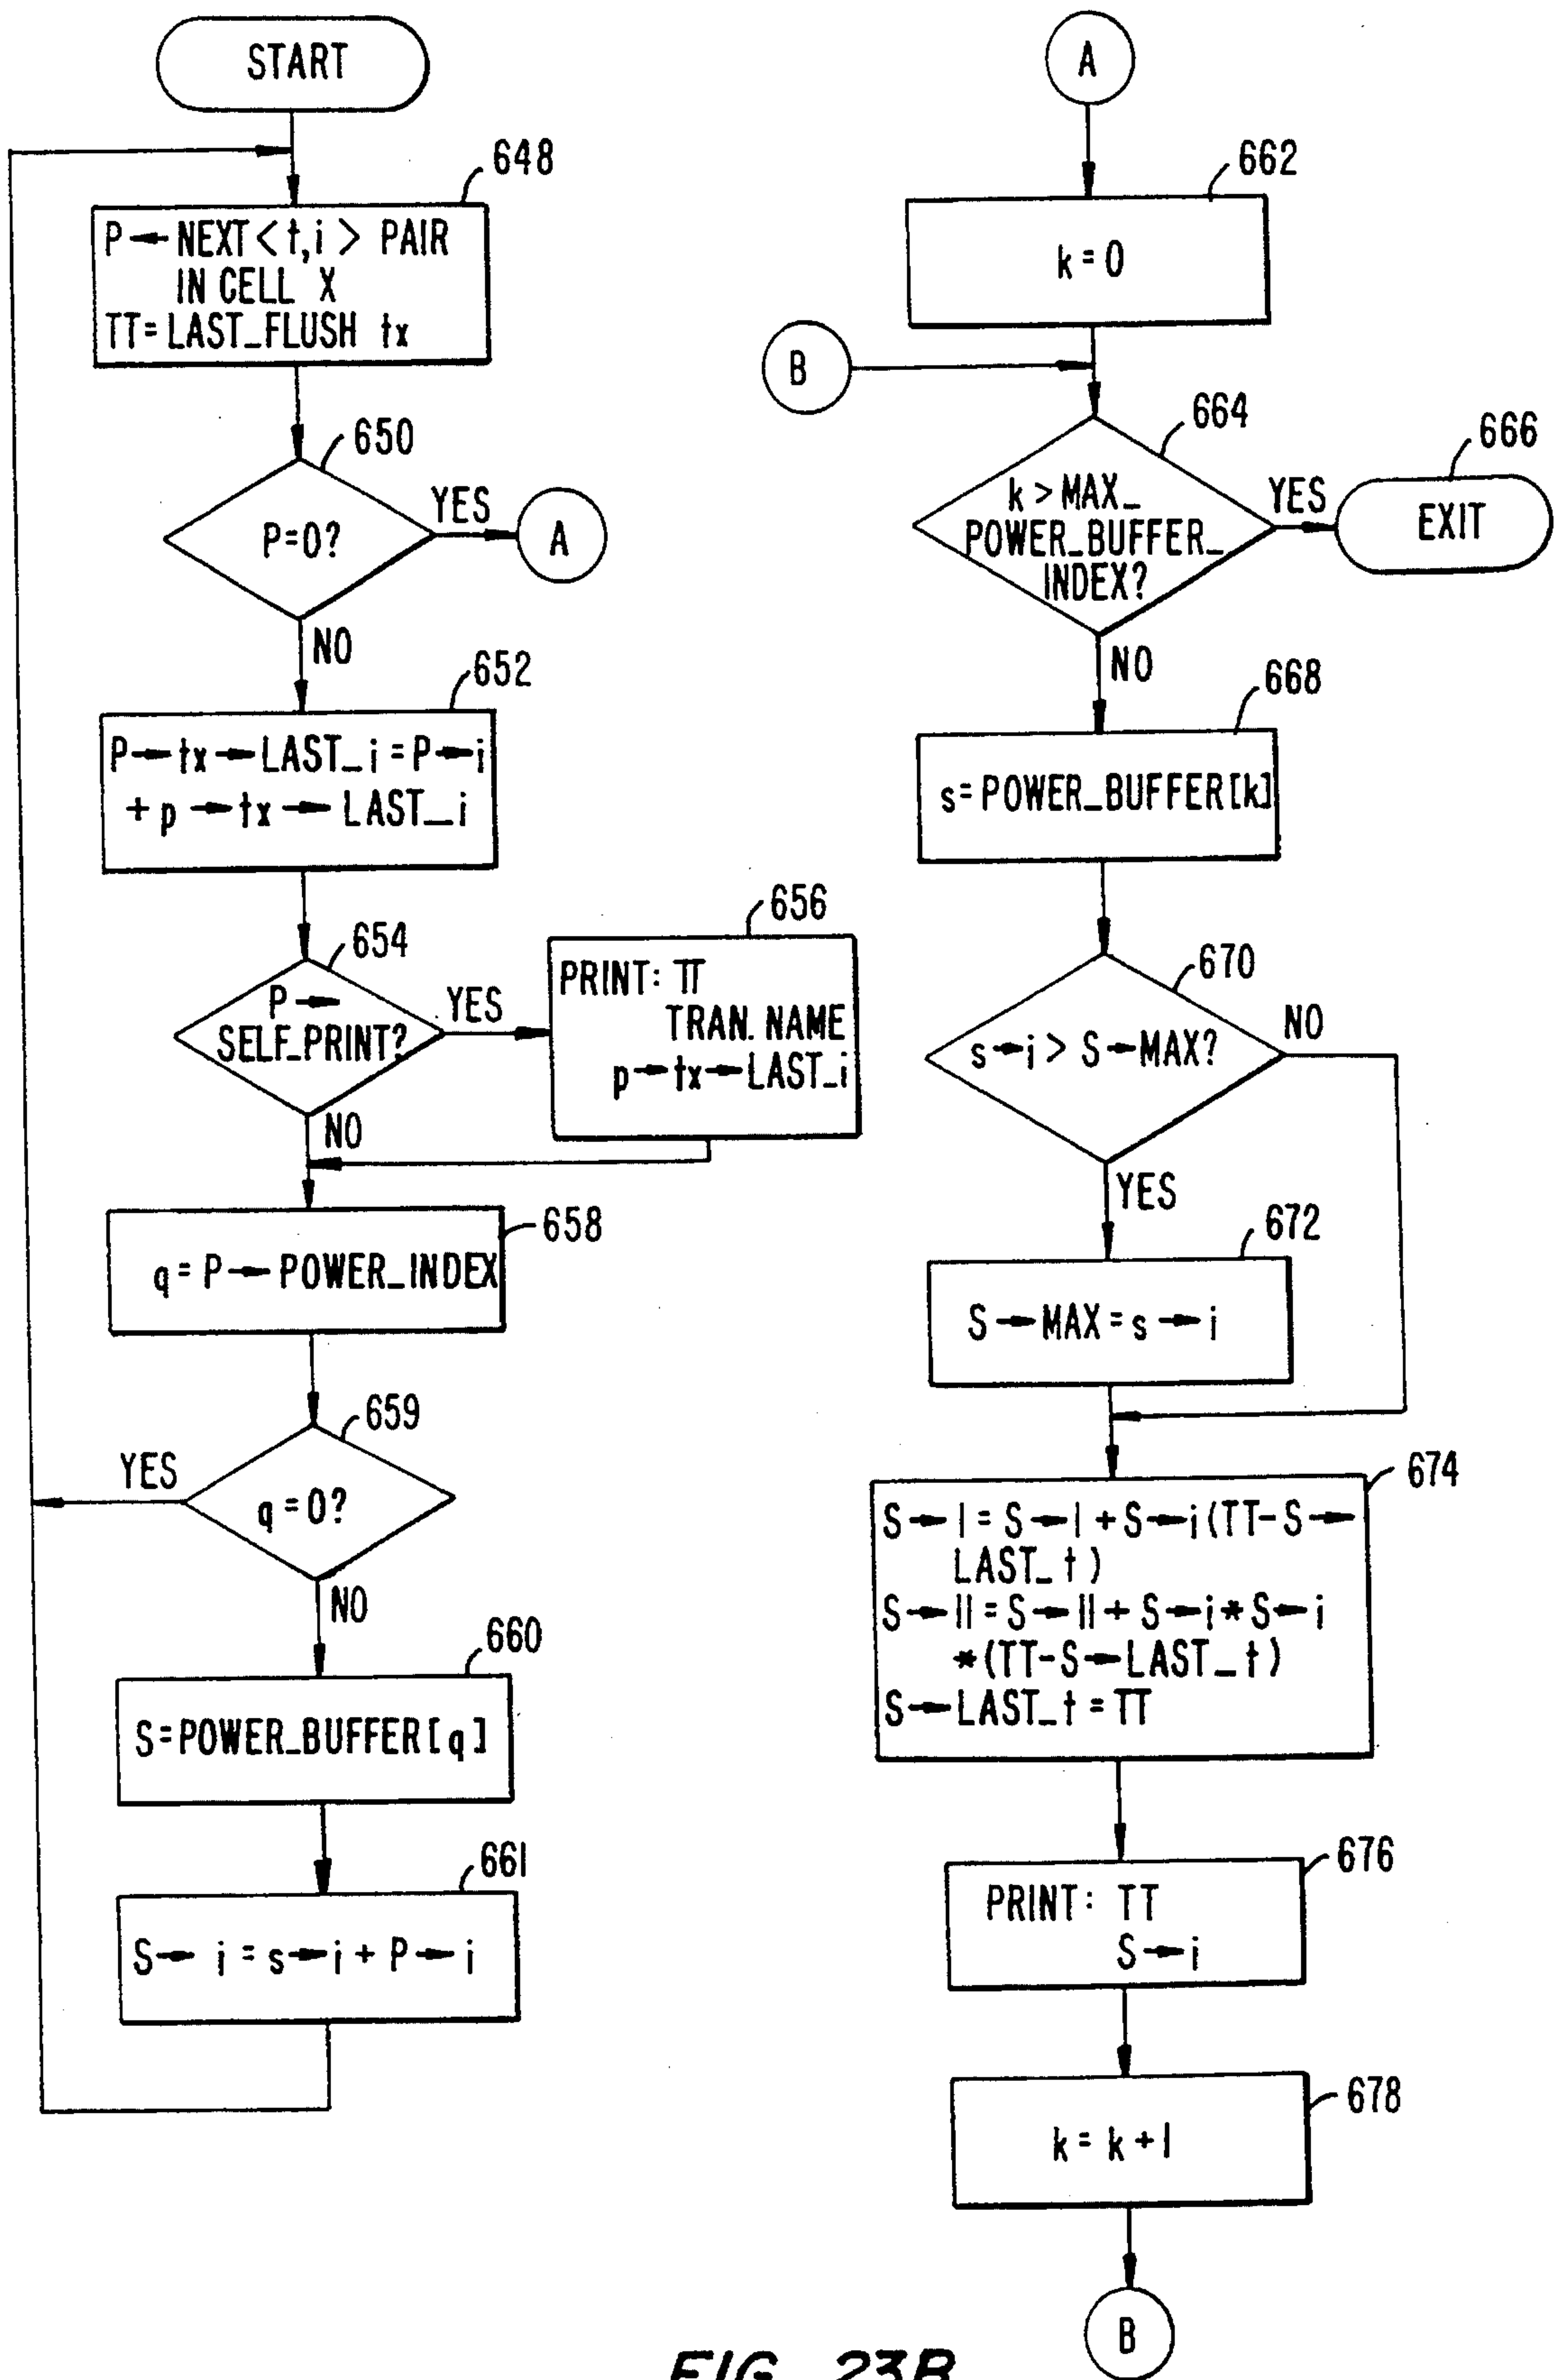 START
648
P←NEXT <t,i> PAIR
IN CELL X
TT=LAST_FLUSH tx
650
P=0?
YES
A
NO
652
P→tx→LAST_i=P→i
+p→tx→LAST_i
654
P→
SELF_PRINT?
YES
NO
656
PRINT: TT
TRAN. NAME
p→tx→LAST_i
658
q=P→POWER_INDEX
659
YES
q=0?
NO
660
S=POWER_BUFFER[q]
661
S→ i = s→i + P→i
A
662
k=0
B
664
k > MAX_
POWER_BUFFER_
INDEX?
YES
666
EXIT
NO
668
s=POWER_BUFFER[k]
670
s→i > S→MAX?
NO
YES
672
S→MAX=s→i
674
S→I=S→I+S→i(TT-S→
LAST_t)
S→II=S→II+S→i*S→i
*(TT-S→LAST_t)
S→LAST_t=TT
676
PRINT: TT
S→i
678
k=k+1
B
FIG. 23B